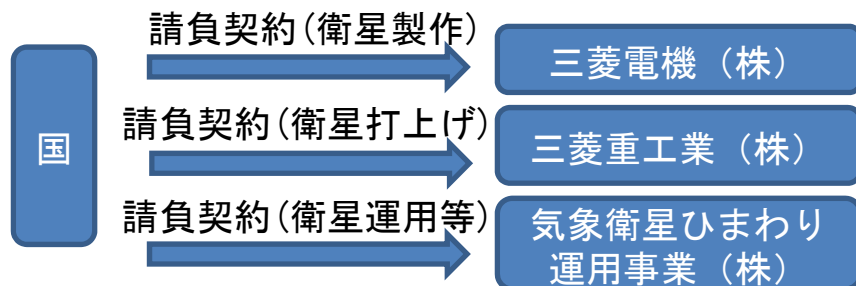 国
請負契約(衛星製作)
三菱電機（株）
請負契約(衛星打上げ)
三菱重工業（株）
請負契約(衛星運用等)
気象衛星ひまわり
運用事業（株）